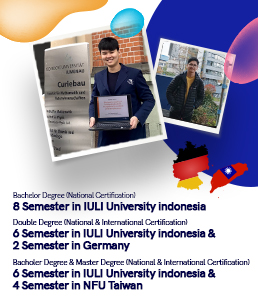 ILMENAU
Curiebau
Bachelor Degree (National Certification)
8 Semester in IULI University indonesia
Double Degree (National & International Certification)
6 Semester in IULI University indonesia &
2 Semester in Germany
Bacholer Degree & Master Degree (National & International Certification)
6 Semester in IULI University indonesia &
4 Semester in NFU Taiwan